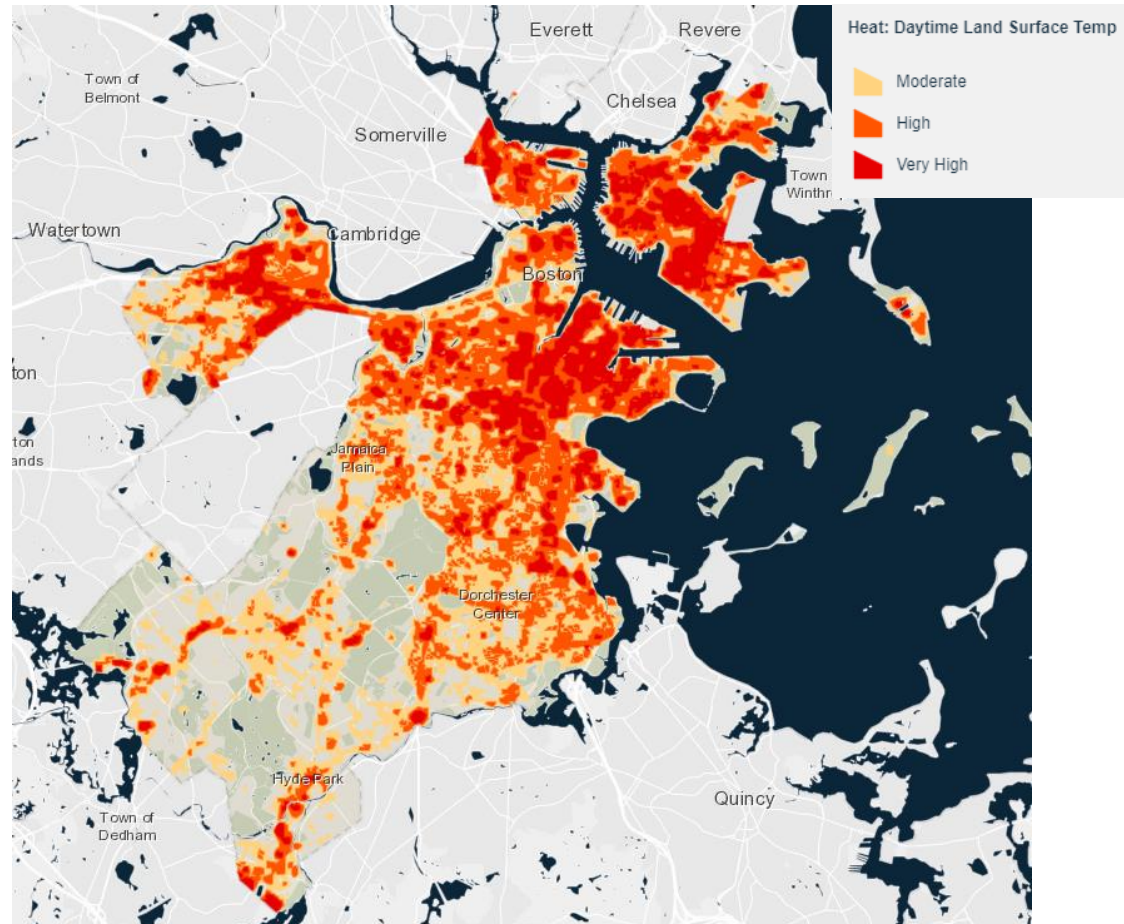 Everett
Revere
Heat: Daytime Land Surface Temp
Moderate
High
Very High
Town of
Belmont
Chelsea
Somerville
Town
Winthr
Watertown
Cambridge
Boston
ton
Jamaica
Plain
ton
ands
Dorchester
Center
Hyde Park
Quincy
Town of
Dedham